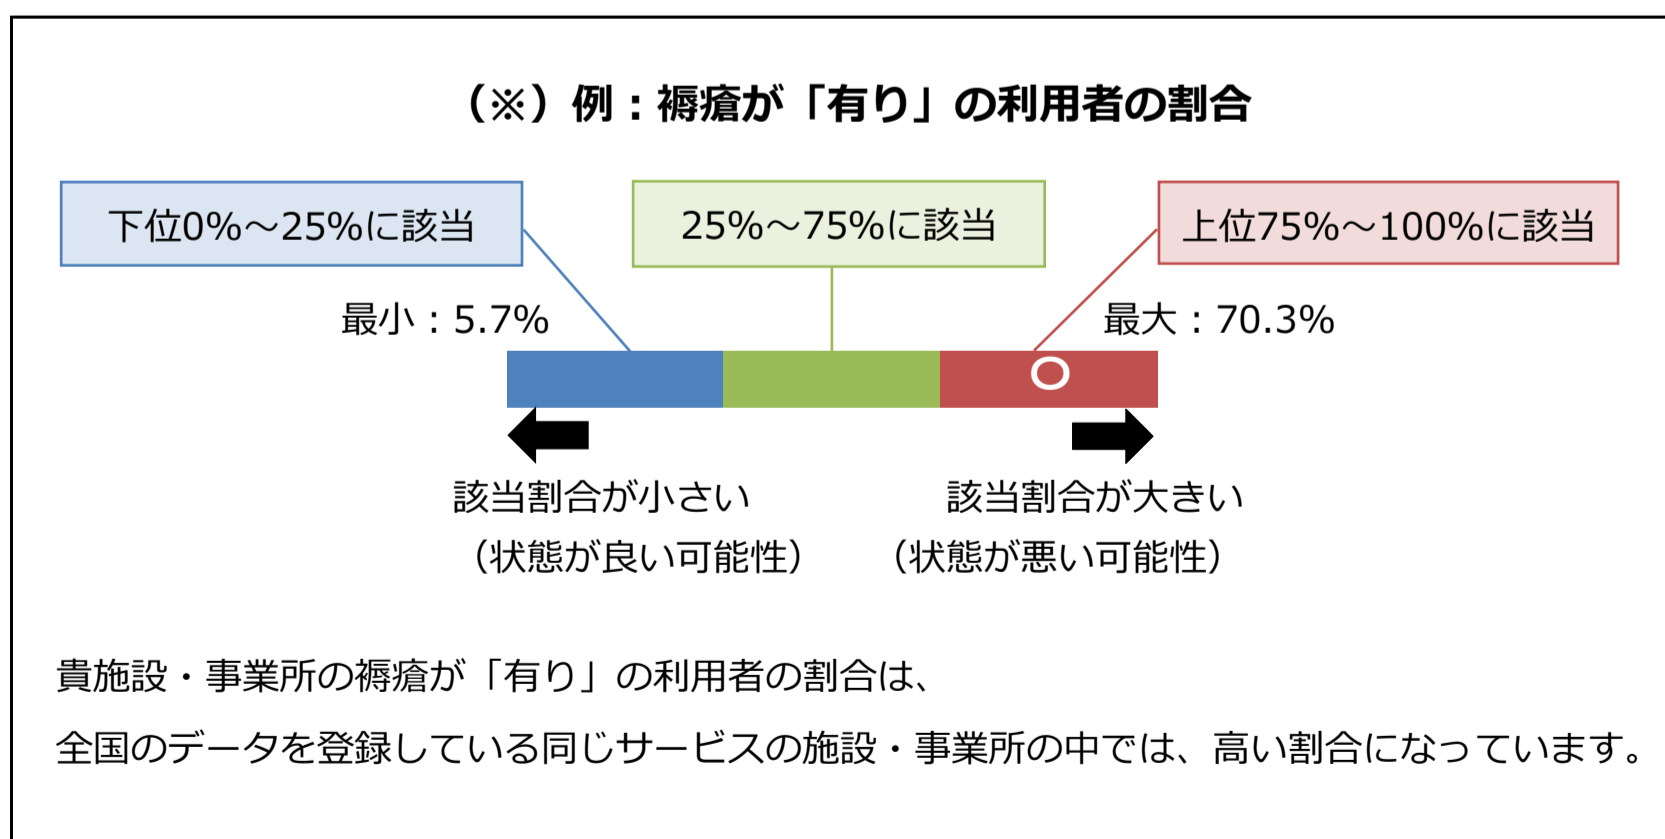 （※）例：褥瘡が「有り」の利用者の割合
下位0%～25%に該当
25%～75%に該当
上位75%～100%に該当
最小：5.7%
最大：70.3%
○
該当割合が小さい
（状態が良い可能性）
該当割合が大きい
（状態が悪い可能性）
貴施設・事業所の褥瘡が「有り」の利用者の割合は、
全国のデータを登録している同じサービスの施設・事業所の中では、高い割合になっています。